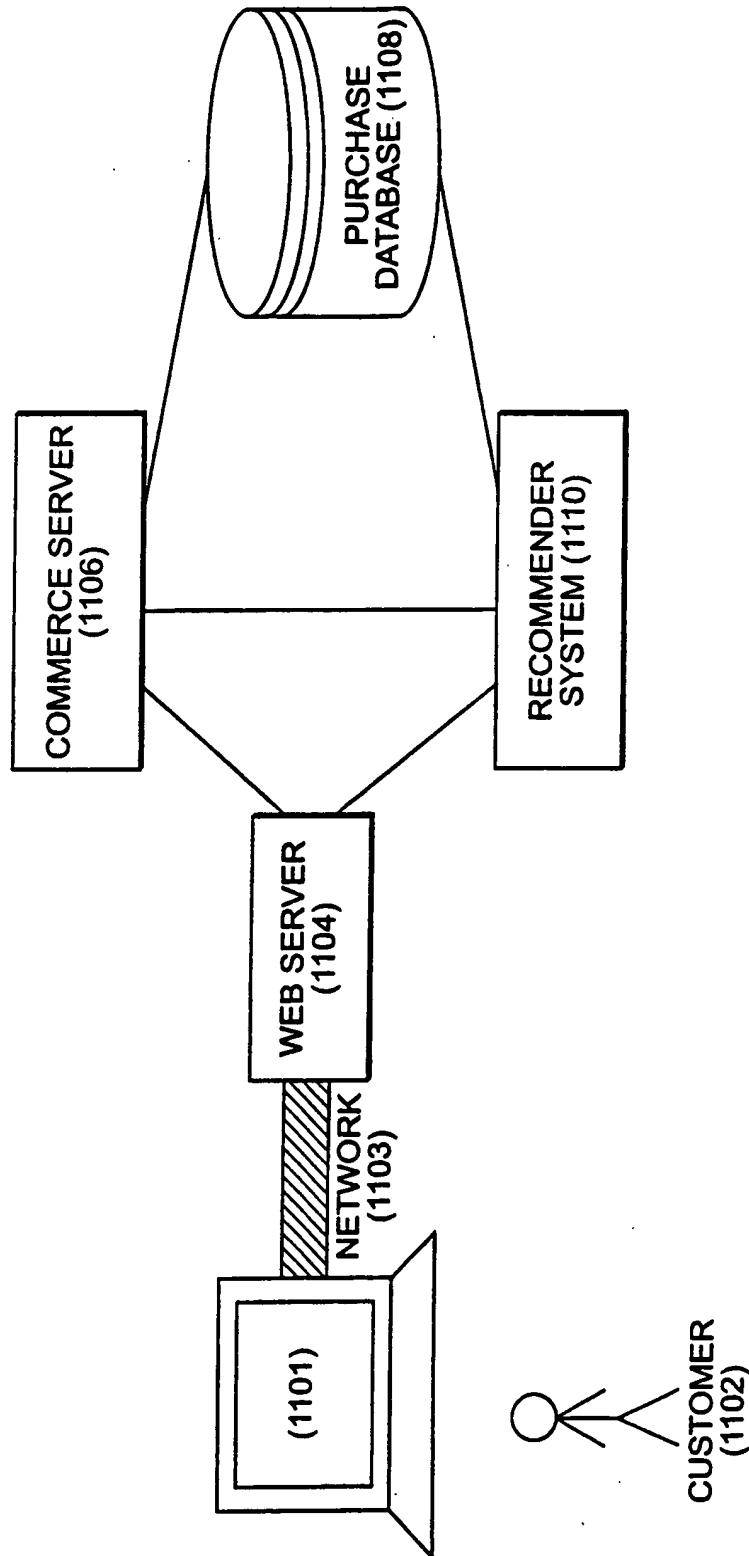 COMMERCE SERVER
(1106)
PURCHASE
DATABASE (1108)
WEB SERVER
(1104)
RECOMMENDER
SYSTEM (1110)
NETWORK
(1103)
(1101)
CUSTOMER
(1102)